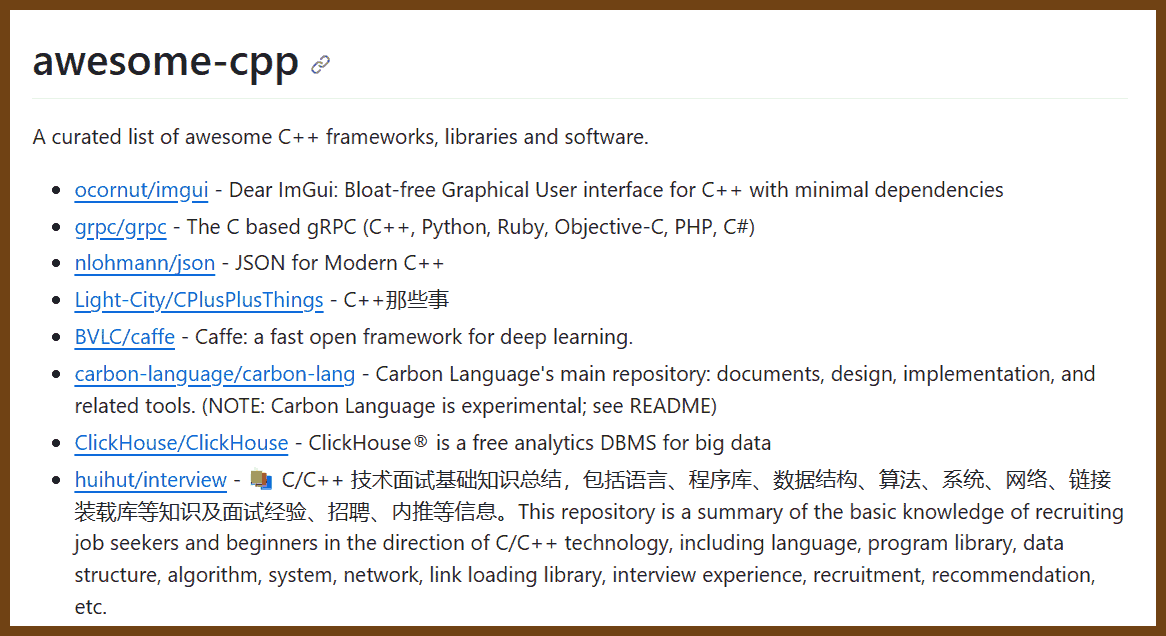 awesome-cpp
A curated list of awesome C++ frameworks, libraries and software.
ocornut/imgui - Dear ImGui: Bloat-free Graphical User interface for C++ with minimal dependencies
grpc/grpc - The C based gRPC (C++, Python, Ruby, Objective-C, PHP, C#)
nlohmann/json - JSON for Modern C++
Light-City/CPlusPlusThings - C++那些事
BVLC/caffe - Caffe: a fast open framework for deep learning.
carbon-language/carbon-lang - Carbon Language's main repository: documents, design, implementation, and
related tools. (NOTE: Carbon Language is experimental; see README)
ClickHouse/ClickHouse - ClickHouse® is a free analytics DBMS for big data
huihut/interview - 📚 C/C++ 技术面试基础知识总结，包括语言、程序库、数据结构、算法、系统、网络、链接
装载库等知识及面试经验、招聘、内推等信息。This repository is a summary of the basic knowledge of recruiting
job seekers and beginners in the direction of C/C++ technology, including language, program library, data
structure, algorithm, system, network, link loading library, interview experience, recruitment, recommendation,
etc.